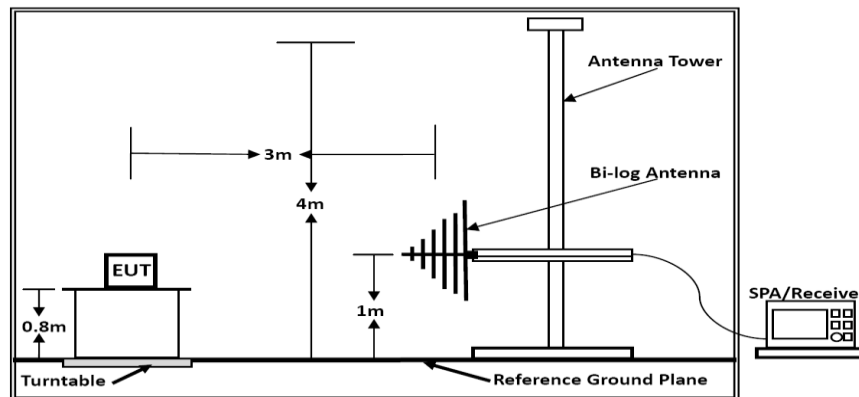 Antenna Tower
3m
Bi-log Antenna
4m
EUT
SPA/Receive
0.8m
1m
Turntable
Reference Ground Plane